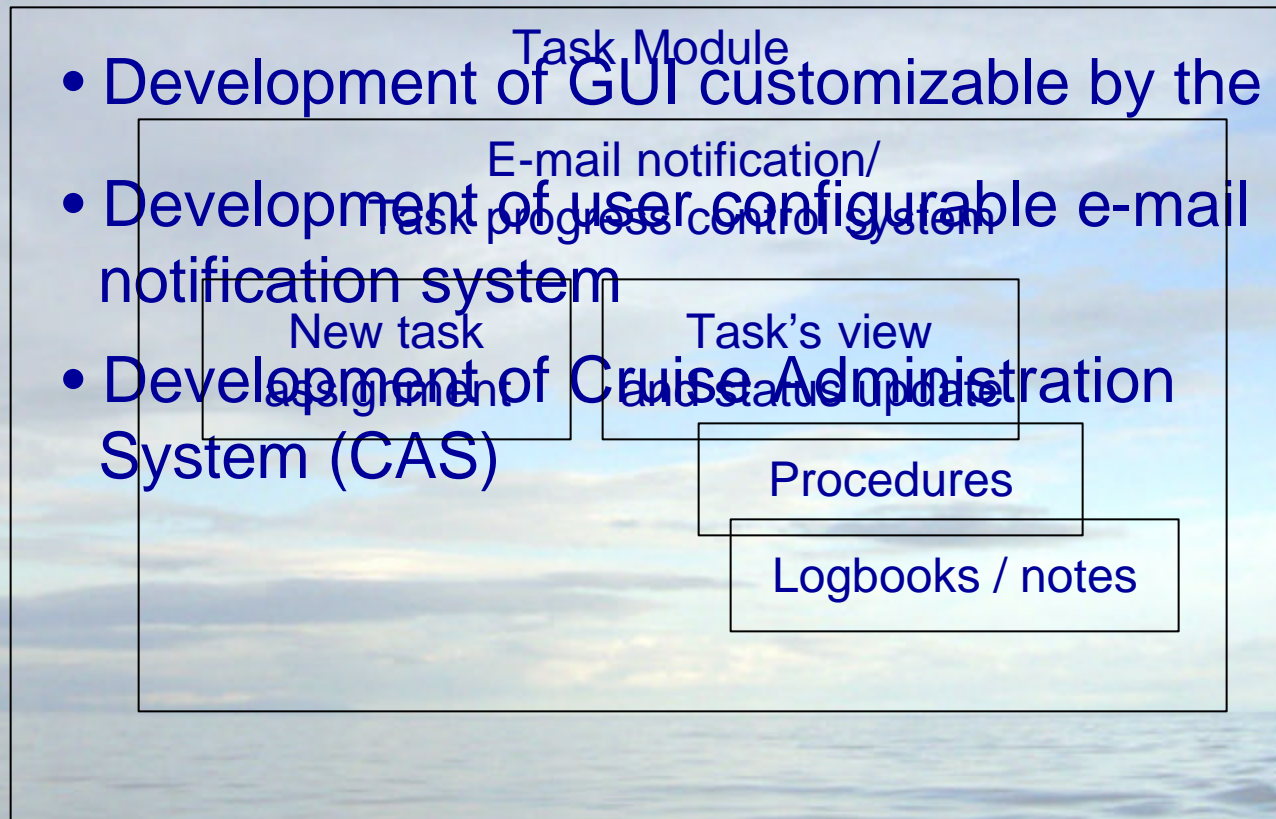 Task Module
• Development of GUI customizable by the
E-mail notification/
• Development of user configurable e-mail
Task progress control system
notification system
New task
Task's view
• Development of Cruise Administration
assignment
and status update
System (CAS)
Procedures
Logbooks / notes